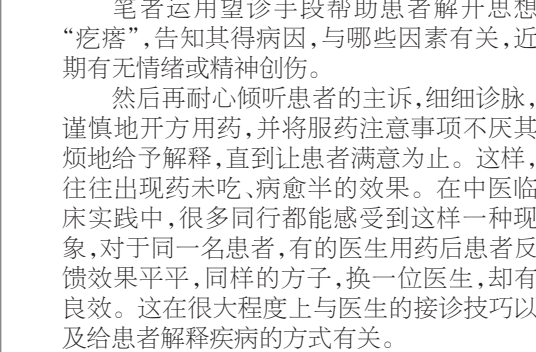 笔者运用望诊手段帮助患者解开思想
“疙瘩”,告知其得病因,与哪些因素有关,近
期有无情绪或精神创伤。
然后再耐心倾听患者的主诉,细细诊脉,
谨慎地开方用药,并将服药注意事项不厌其
烦地给予解释,直到让患者满意为止。这样,
往往出现药未吃、病愈半的效果。在中医临
床实践中,很多同行都能感受到这样一种现
象,对于同一名患者,有的医生用药后患者反
馈效果平平,同样的方子,换一位医生,却有
良效。这在很大程度上与医生的接诊技巧以
及给患者解释疾病的方式有关。